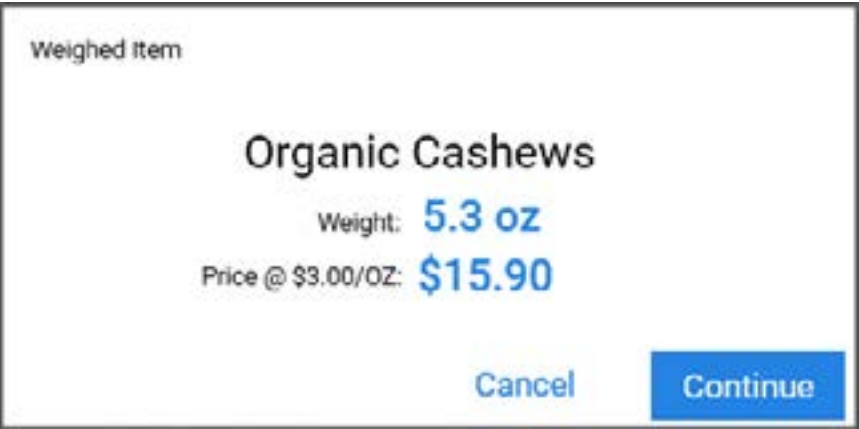 Weighed Item
Organic Cashews
Weight: 5.3 oz
Price @ $3.00/OZ: $15.90
Cancel Continue